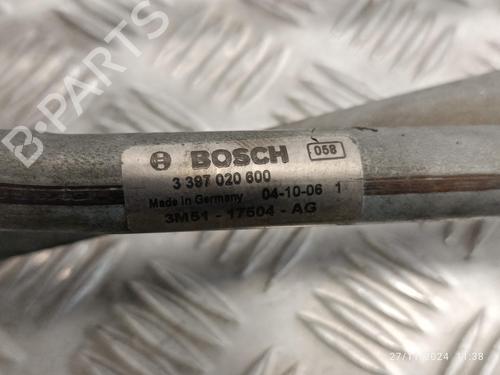 B-Parts
BOSCH 058
3 397 020 600
Made in Germany 04-10-06 1
3M51 - 17504 - AG
27/11/2024 11:38